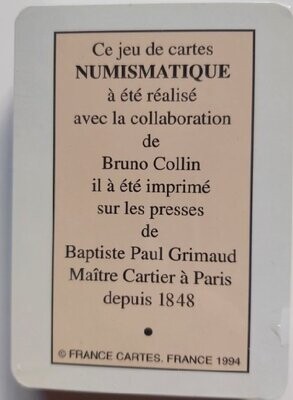 Ce jeu de cartes
NUMISMATIQUE
à été réalisé
avec la collaboration
de
Bruno Collin
il à été imprimé
sur les presses
de
Baptiste Paul Grimaud
Maître Cartier à Paris
depuis 1848
•
© FRANCE CARTES. FRANCE 1994